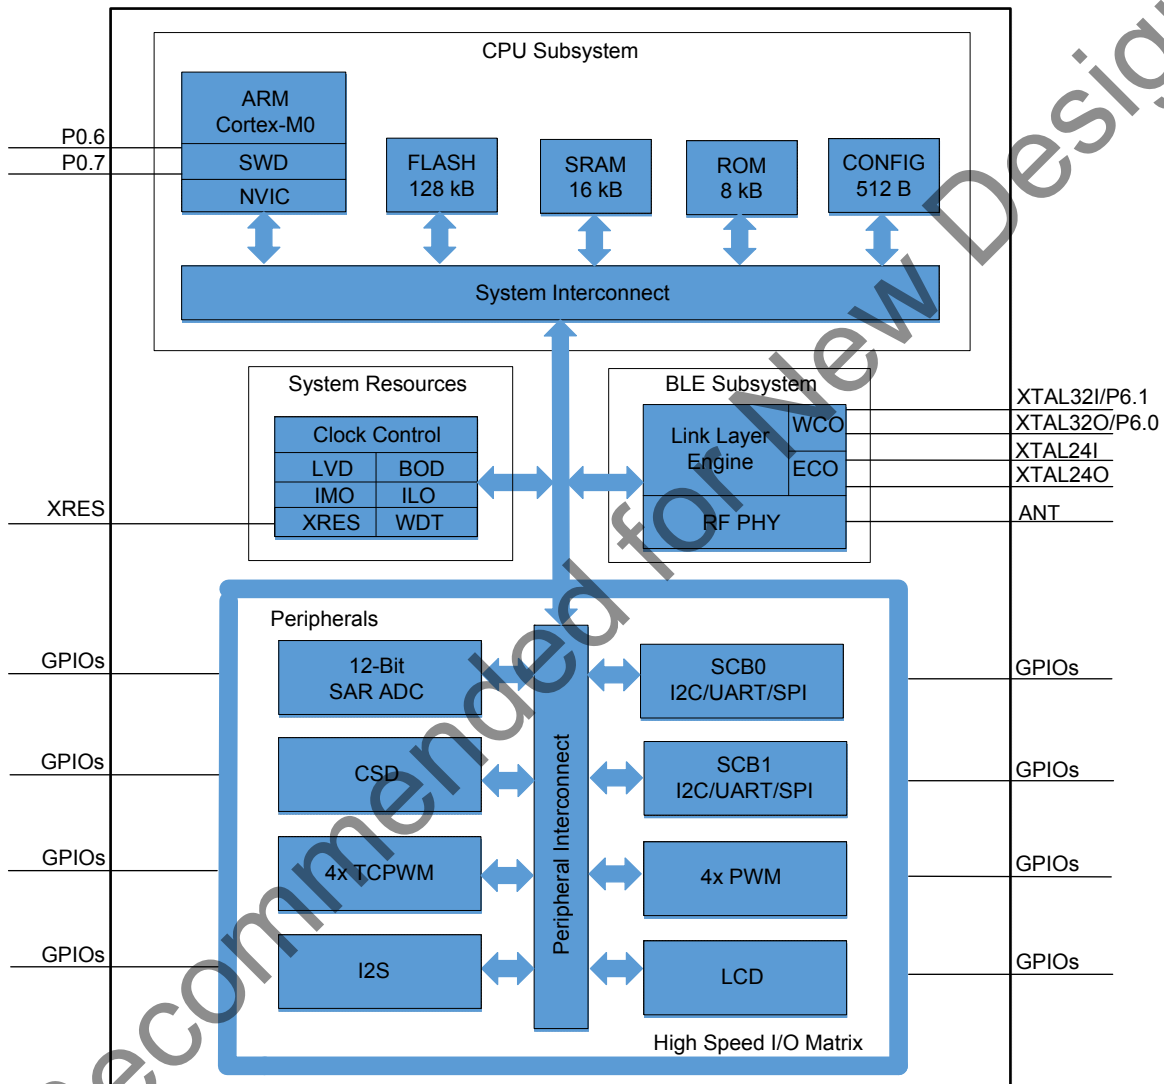 CPU Subsystem
ARM
Cortex-M0
SWD
NVIC
P0.6
P0.7
FLASH
128 kB
SRAM
16 kB
ROM
8 kB
CONFIG
512 B
System Interconnect
System Resources
Clock Control
LVD
BOD
IMO
ILO
XRES
WDT
XRES
BLE Subsystem
Link Layer
Engine
WCO
ECO
RF PHY
XTAL32I/P6.1
XTAL32O/P6.0
XTAL24I
XTAL24O
ANT
Peripherals
GPIOs
12-Bit
SAR ADC
SCB0
I2C/UART/SPI
GPIOs
GPIOs
CSD
SCB1
I2C/UART/SPI
GPIOs
GPIOs
4x TCPWM
4x PWM
GPIOs
GPIOs
I2S
LCD
GPIOs
Peripheral Interconnect
High Speed I/O Matrix
ecommended for New Desig